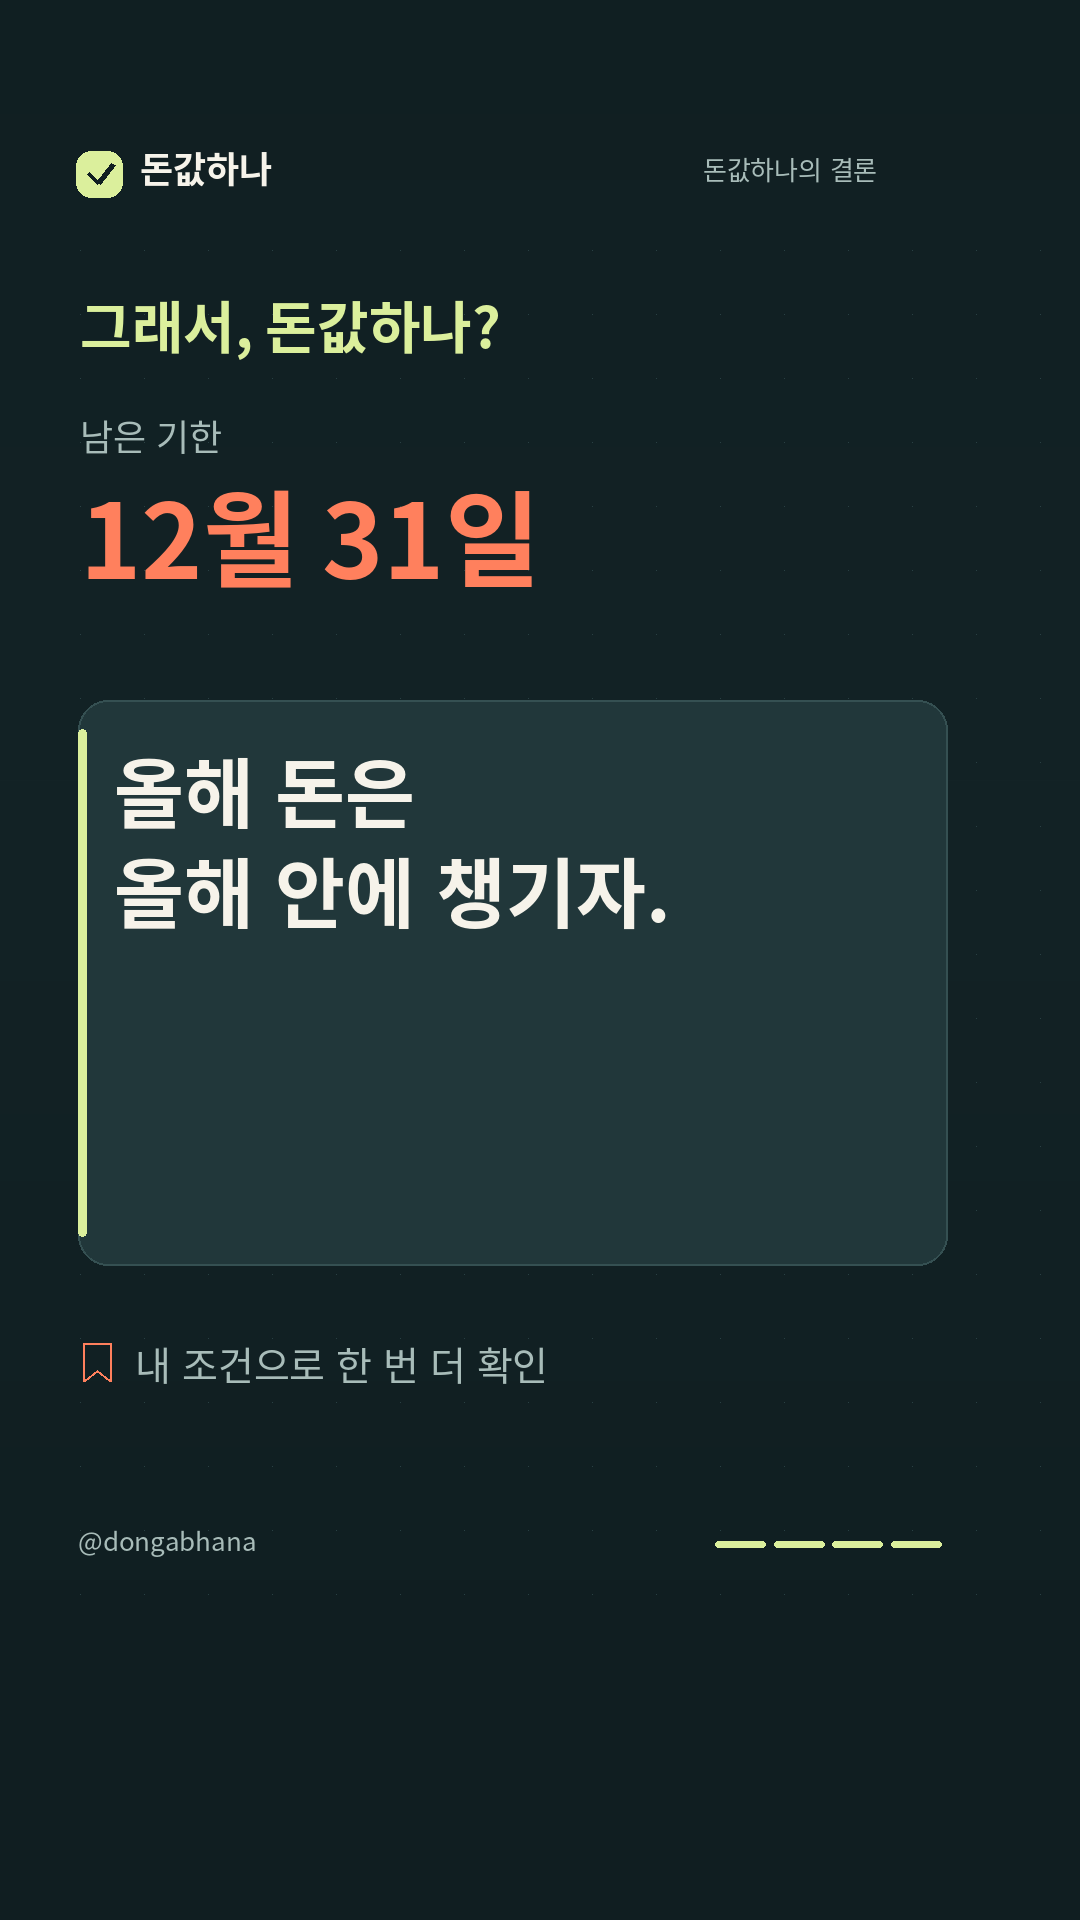 돈값하나
돈값하나의 결론
그래서, 돈값하나?
남은 기한
12월 31일
올해 돈은
올해 안에 챙기자.
내 조건으로 한 번 더 확인
@dongabhana